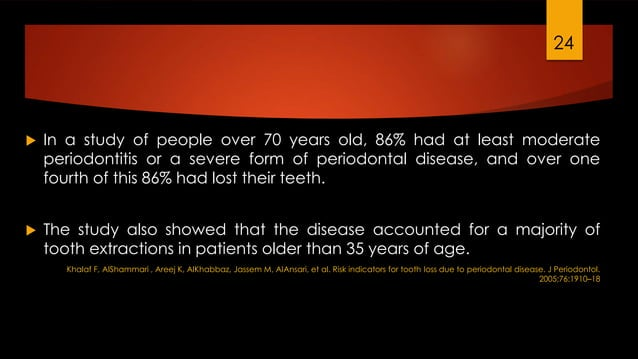 24
In a study of people over 70 years old, 86% had at least moderate
periodontitis or a severe form of periodontal disease, and over one
fourth of this 86% had lost their teeth.
The study also showed that the disease accounted for a majority of
tooth extractions in patients older than 35 years of age.
Khalaf F, AlShammari , Areej K, AlKhabbaz, Jassem M, AlAnsari, et al. Risk indicators for tooth loss due to periodontal disease. J Periodontol.
2005;76:1910–18